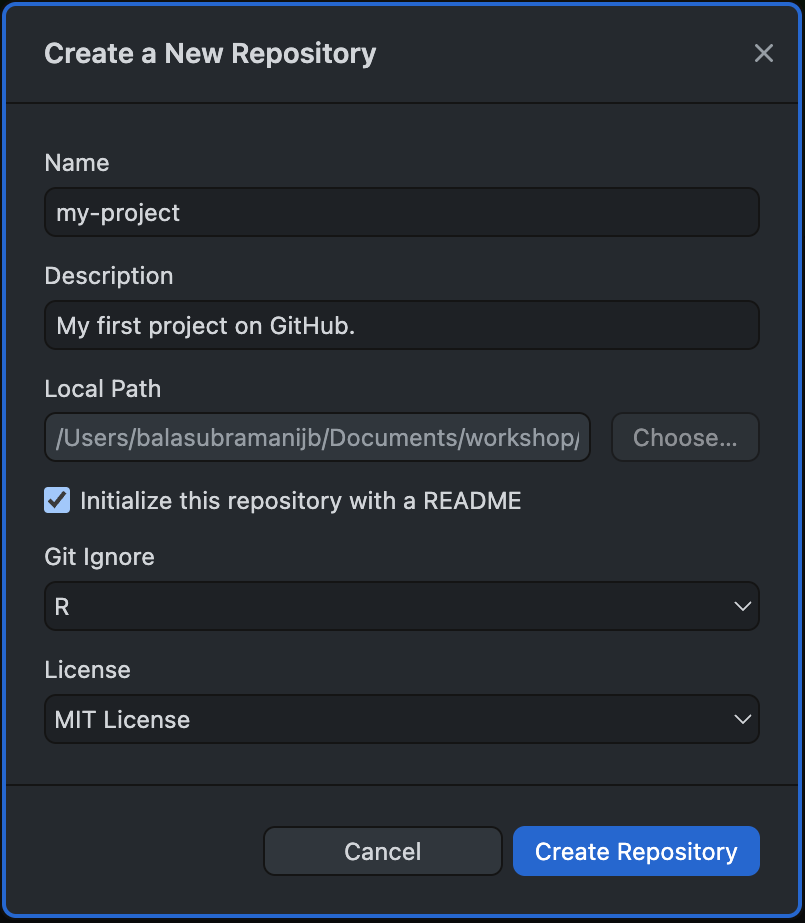 Create a New Repository
Name
my-project
Description
My first project on GitHub.
Local Path
/Users/balasubramanijb/Documents/workshop/
Choose...
Initialize this repository with a README
Git Ignore
R
License
MIT License
Cancel
Create Repository